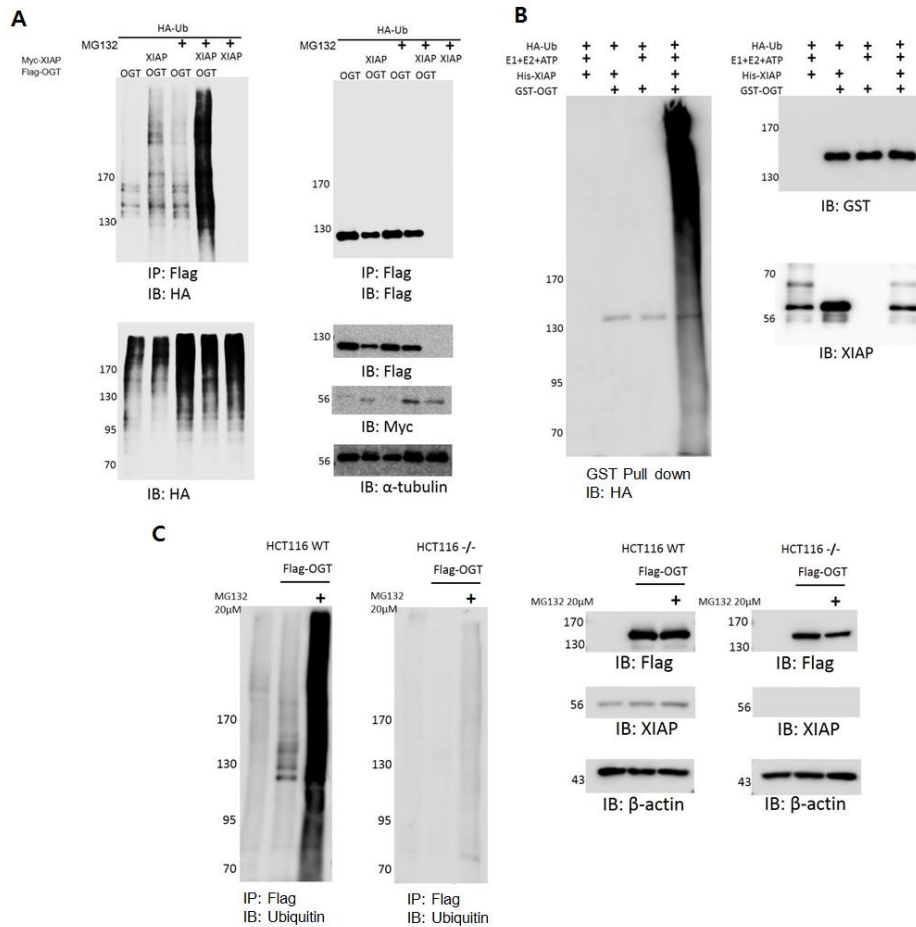 A
HA-Ub
MG132 + + +
Myc-XIAP XIAP XIAP XIAP
Flag-OGT OGT OGT OGT OGT
170
130
IP: Flag
IB: HA
170
130
95
70
IB: HA
HA-Ub
MG132 + + +
XIAP XIAP XIAP
OGT OGT OGT OGT
170
130
IP: Flag
IB: Flag
130
IB: Flag
56
IB: Myc
56
IB: α-tubulin
B
HA-Ub + + + +
E1+E2+ATP + + +
His-XIAP + + +
GST-OGT + + +
170
130
95
70
GST Pull down
IB: HA
HA-Ub + + + +
E1+E2+ATP + + +
His-XIAP + + +
GST-OGT + + +
170
130
IB: GST
70
56
IB: XIAP
C
HCT116 WT
Flag-OGT
MG132 +
20μM
170
130
95
70
IP: Flag
IB: Ubiquitin
HCT116 -/-
Flag-OGT
MG132 +
20μM
170
130
95
70
IP: Flag
IB: Ubiquitin
HCT116 WT
Flag-OGT
MG132 20μM +
170
130
IB: Flag
56
IB: XIAP
43
IB: β-actin
HCT116 -/-
Flag-OGT
MG132 20μM +
170
130
IB: Flag
56
IB: XIAP
43
IB: β-actin